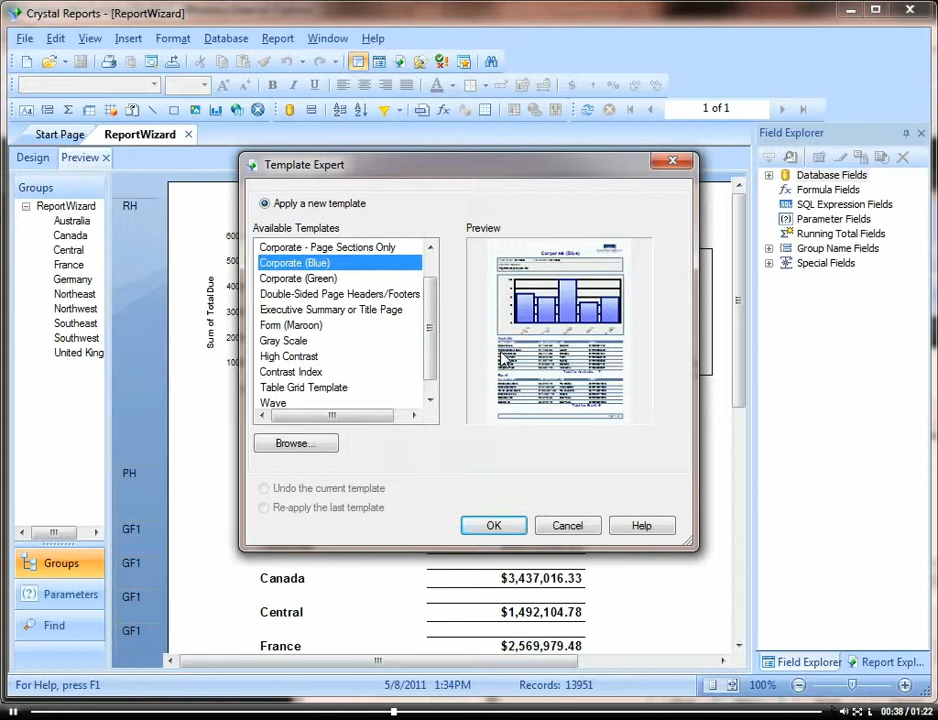 Crystal Reports - [ReportWizard]
File Edit View Insert Format Database Report Window Help
1 of 1
Start Page ReportWizard
Field Explorer
Design Preview
Groups
ReportWizard
Australia
Canada
Central
France
Germany
Northeast
Northwest
Southeast
Southwest
United King
Groups
Parameters
Find
RH
PH
GF1
GF1
GF1
GF1
Sum of TotalDue
Template Expert
Apply a new template
Available Templates
Corporate - Page Sections Only
Corporate (Blue)
Corporate (Green)
Double-Sided Page Headers/Footers
Executive Summary or Title Page
Form (Maroon)
Gray Scale
High Contrast
Contrast Index
Table Grid Template
Wave
Preview
Corporate (Blue)
Browse...
Undo the current template
Re-apply the last template
OK Cancel Help
Canada $3,437,016.33
Central $1,492,104.78
France $2,569,979.48
Database Fields
Formula Fields
SQL Expression Fields
Parameter Fields
Running Total Fields
Group Name Fields
Special Fields
Field Explorer Report Expl...
For Help, press F1 5/8/2011 1:34PM Records: 13951 100%
00:38 / 01:22